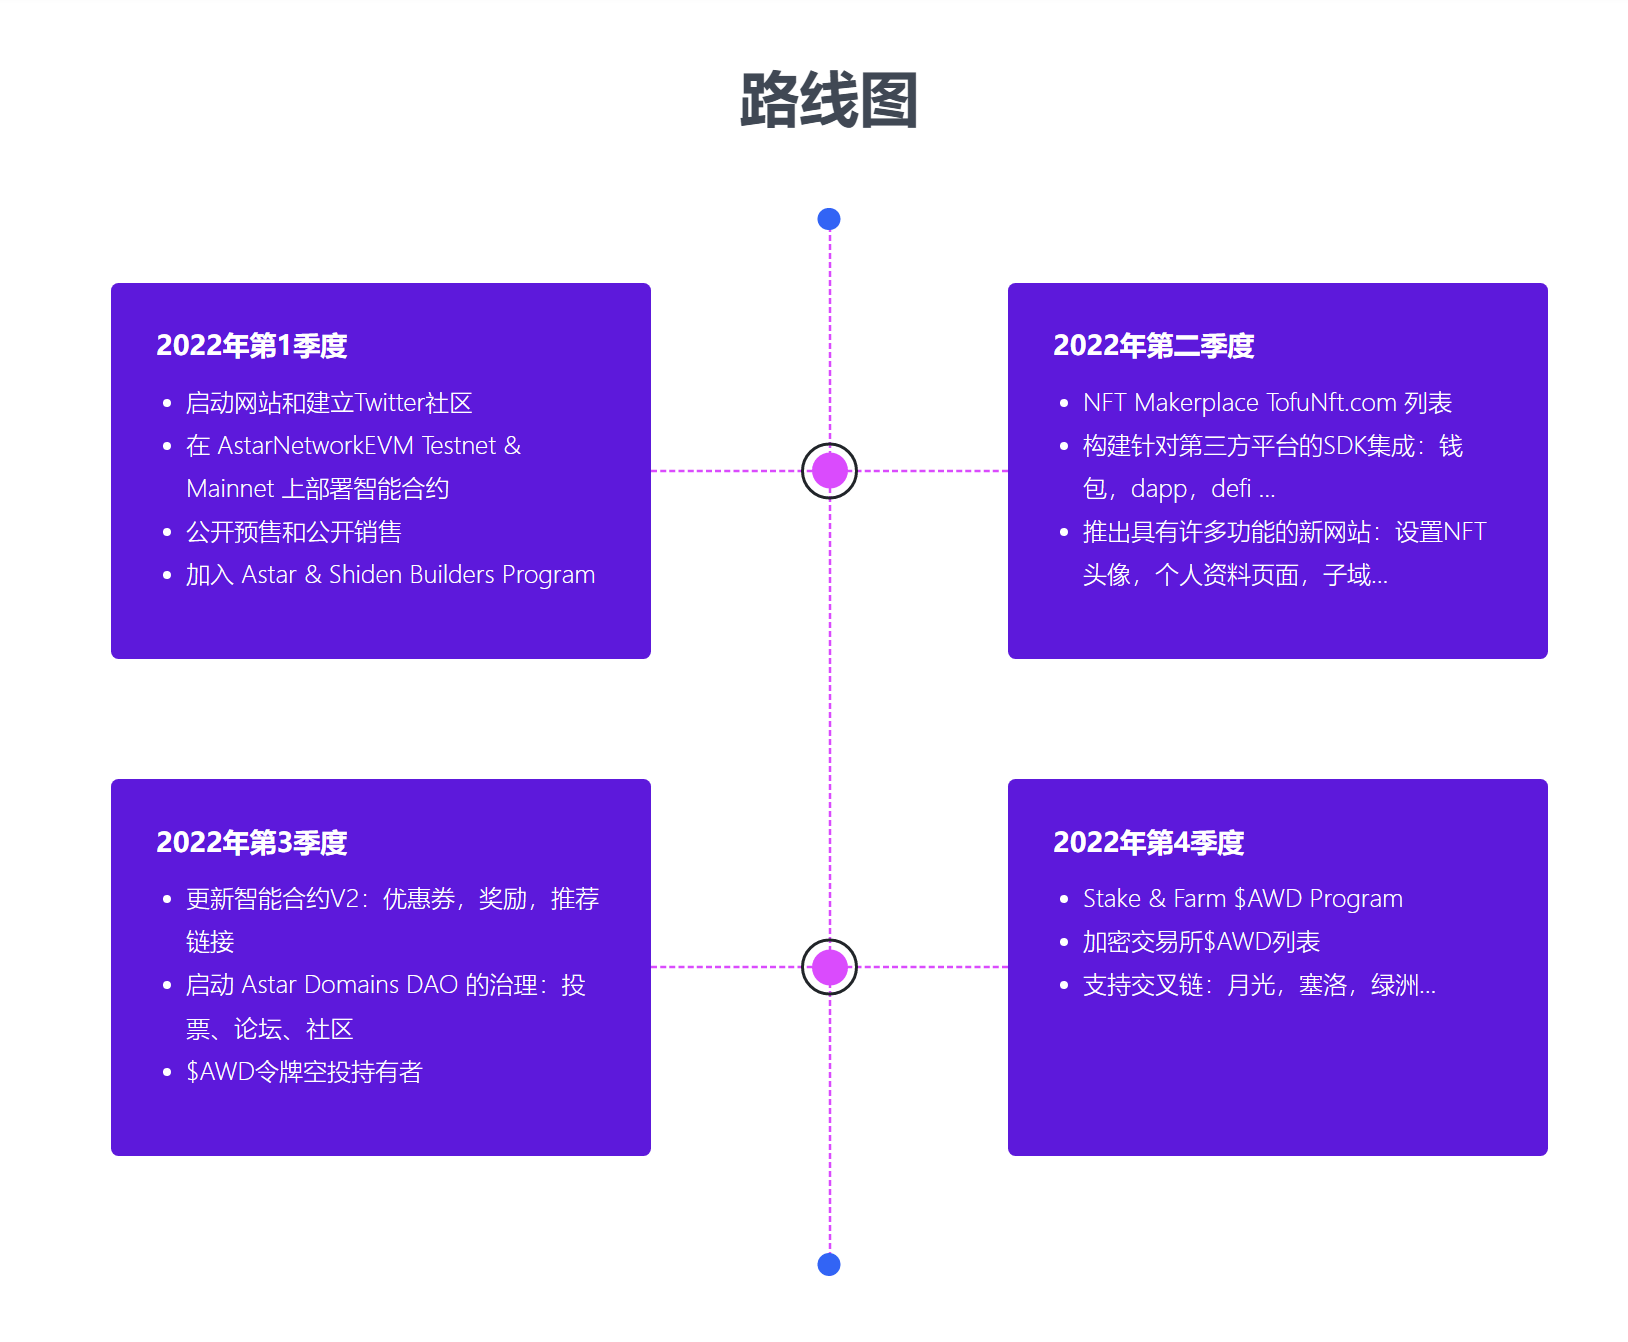 路线图
2022年第1季度
启动网站和建立Twitter社区
在 AstarNetworkEVM Testnet &
Mainnet 上部署智能合约
公开预售和公开销售
加入 Astar & Shiden Builders Program
2022年第二季度
NFT Makerplace TofuNft.com 列表
构建针对第三方平台的SDK集成：钱
包，dapp，defi ...
推出具有许多功能的新网站：设置NFT
头像，个人资料页面，子域...
2022年第3季度
更新智能合约V2：优惠券，奖励，推荐
链接
启动 Astar Domains DAO 的治理：投
票、论坛、社区
$AWD令牌空投持有者
2022年第4季度
Stake & Farm $AWD Program
加密交易所$AWD列表
支持交叉链：月光，塞洛，绿洲...